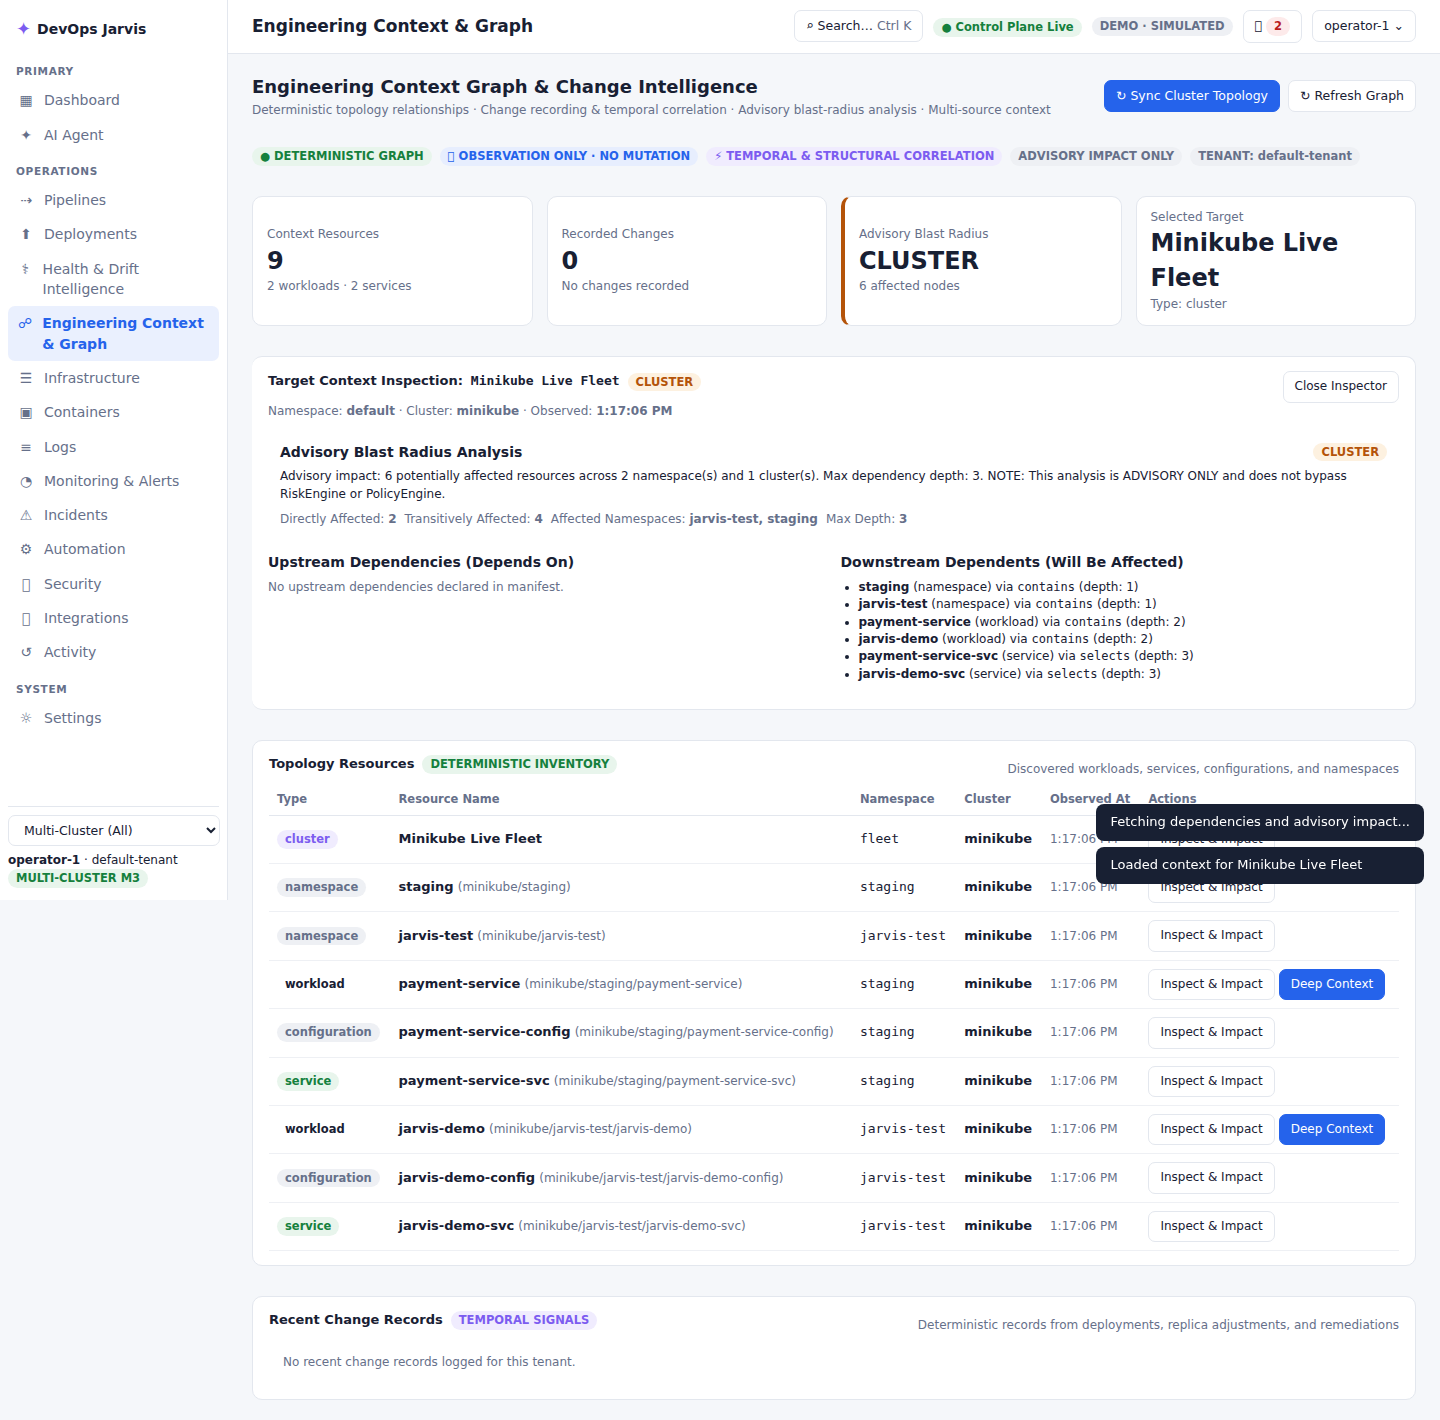 ✦ DevOps Jarvis
PRIMARY
Dashboard
AI Agent
OPERATIONS
Pipelines
Deployments
Health & Drift
Intelligence
Engineering Context
& Graph
Infrastructure
Containers
Logs
Monitoring & Alerts
Incidents
Automation
Security
Integrations
Activity
SYSTEM
Settings
Multi-Cluster (All)
operator-1 · default-tenant
MULTI-CLUSTER M3
Engineering Context & Graph
Search... Ctrl K
● Control Plane Live
DEMO · SIMULATED
2
operator-1
Engineering Context Graph & Change Intelligence
Deterministic topology relationships · Change recording & temporal correlation · Advisory blast-radius analysis · Multi-source context
↻ Sync Cluster Topology
↻ Refresh Graph
● DETERMINISTIC GRAPH
OBSERVATION ONLY · NO MUTATION
⚡ TEMPORAL & STRUCTURAL CORRELATION
ADVISORY IMPACT ONLY
TENANT: default-tenant
Context Resources
9
2 workloads · 2 services
Recorded Changes
0
No changes recorded
Advisory Blast Radius
CLUSTER
6 affected nodes
Selected Target
Minikube Live
Fleet
Type: cluster
Target Context Inspection: Minikube Live Fleet CLUSTER
Close Inspector
Namespace: default · Cluster: minikube · Observed: 1:17:06 PM
Advisory Blast Radius Analysis
CLUSTER
Advisory impact: 6 potentially affected resources across 2 namespace(s) and 1 cluster(s). Max dependency depth: 3. NOTE: This analysis is ADVISORY ONLY and does not bypass
RiskEngine or PolicyEngine.
Directly Affected: 2 Transitively Affected: 4 Affected Namespaces: jarvis-test, staging Max Depth: 3
Upstream Dependencies (Depends On)
No upstream dependencies declared in manifest.
Downstream Dependents (Will Be Affected)
• staging (namespace) via contains (depth: 1)
• jarvis-test (namespace) via contains (depth: 1)
• payment-service (workload) via contains (depth: 2)
• jarvis-demo (workload) via contains (depth: 2)
• payment-service-svc (service) via selects (depth: 3)
• jarvis-demo-svc (service) via selects (depth: 3)
Topology Resources DETERMINISTIC INVENTORY
Discovered workloads, services, configurations, and namespaces
Type Resource Name Namespace Cluster Observed At Actions
cluster Minikube Live Fleet fleet minikube 1:17:06
Fetching dependencies and advisory impact...
Loaded context for Minikube Live Fleet
namespace staging (minikube/staging) staging minikube 1:17:06 PM Inspect & Impact
namespace jarvis-test (minikube/jarvis-test) jarvis-test minikube 1:17:06 PM Inspect & Impact
workload payment-service (minikube/staging/payment-service) staging minikube 1:17:06 PM Inspect & Impact Deep Context
configuration payment-service-config (minikube/staging/payment-service-config) staging minikube 1:17:06 PM Inspect & Impact
service payment-service-svc (minikube/staging/payment-service-svc) staging minikube 1:17:06 PM Inspect & Impact
workload jarvis-demo (minikube/jarvis-test/jarvis-demo) jarvis-test minikube 1:17:06 PM Inspect & Impact Deep Context
configuration jarvis-demo-config (minikube/jarvis-test/jarvis-demo-config) jarvis-test minikube 1:17:06 PM Inspect & Impact
service jarvis-demo-svc (minikube/jarvis-test/jarvis-demo-svc) jarvis-test minikube 1:17:06 PM Inspect & Impact
Recent Change Records TEMPORAL SIGNALS
Deterministic records from deployments, replica adjustments, and remediations
No recent change records logged for this tenant.